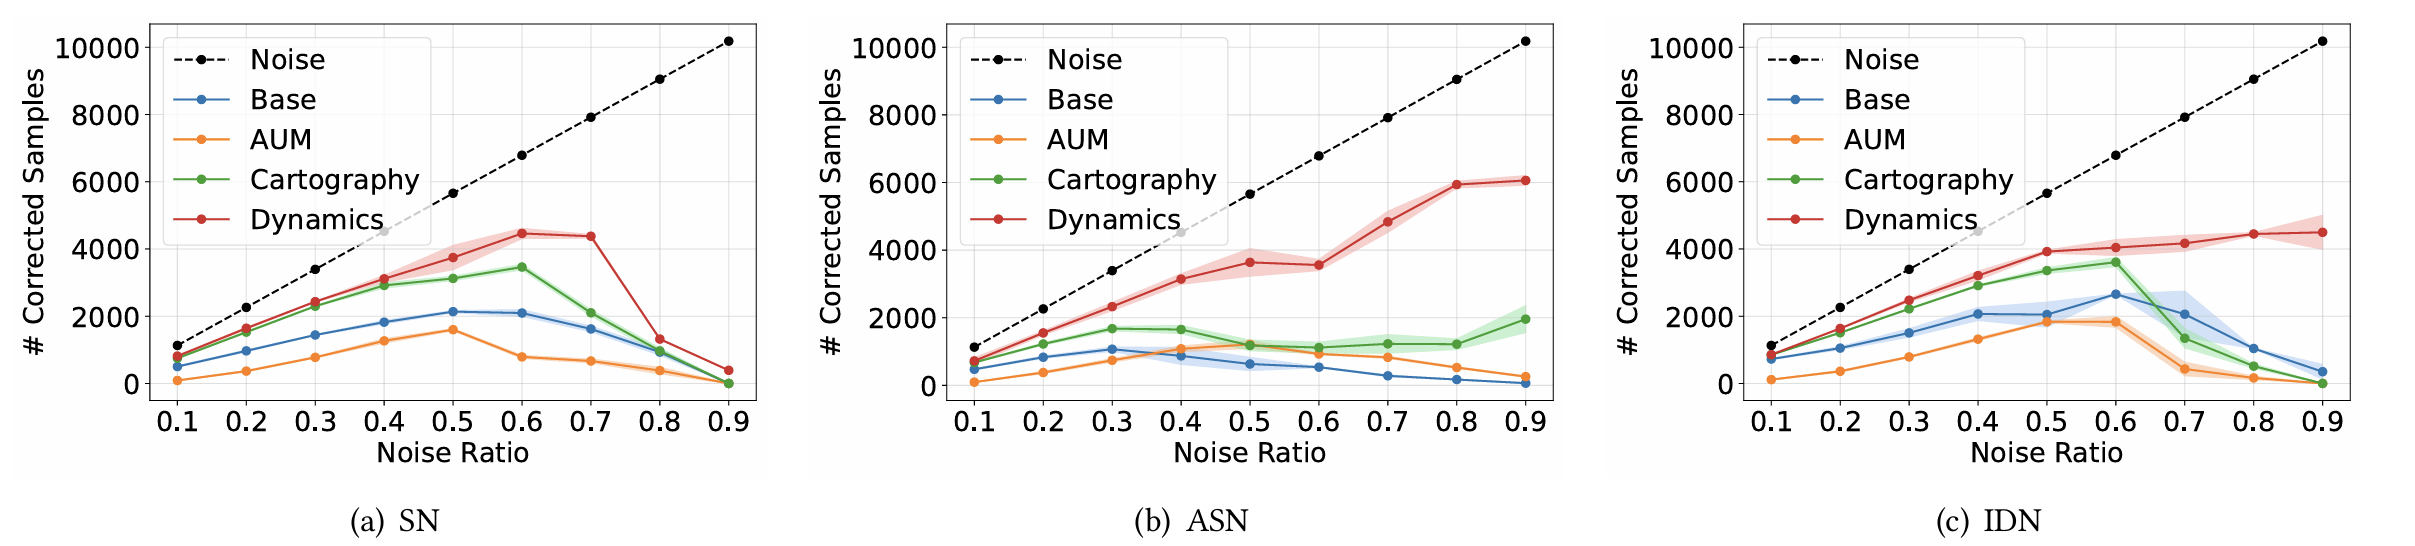 # Corrected Samples
10000
8000
6000
4000
2000
0
Noise
Base
AUM
Cartography
Dynamics
0.1 0.2 0.3 0.4 0.5 0.6 0.7 0.8 0.9
Noise Ratio
(a) SN
# Corrected Samples
10000
8000
6000
4000
2000
0
Noise
Base
AUM
Cartography
Dynamics
0.1 0.2 0.3 0.4 0.5 0.6 0.7 0.8 0.9
Noise Ratio
(b) ASN
# Corrected Samples
10000
8000
6000
4000
2000
0
Noise
Base
AUM
Cartography
Dynamics
0.1 0.2 0.3 0.4 0.5 0.6 0.7 0.8 0.9
Noise Ratio
(c) IDN